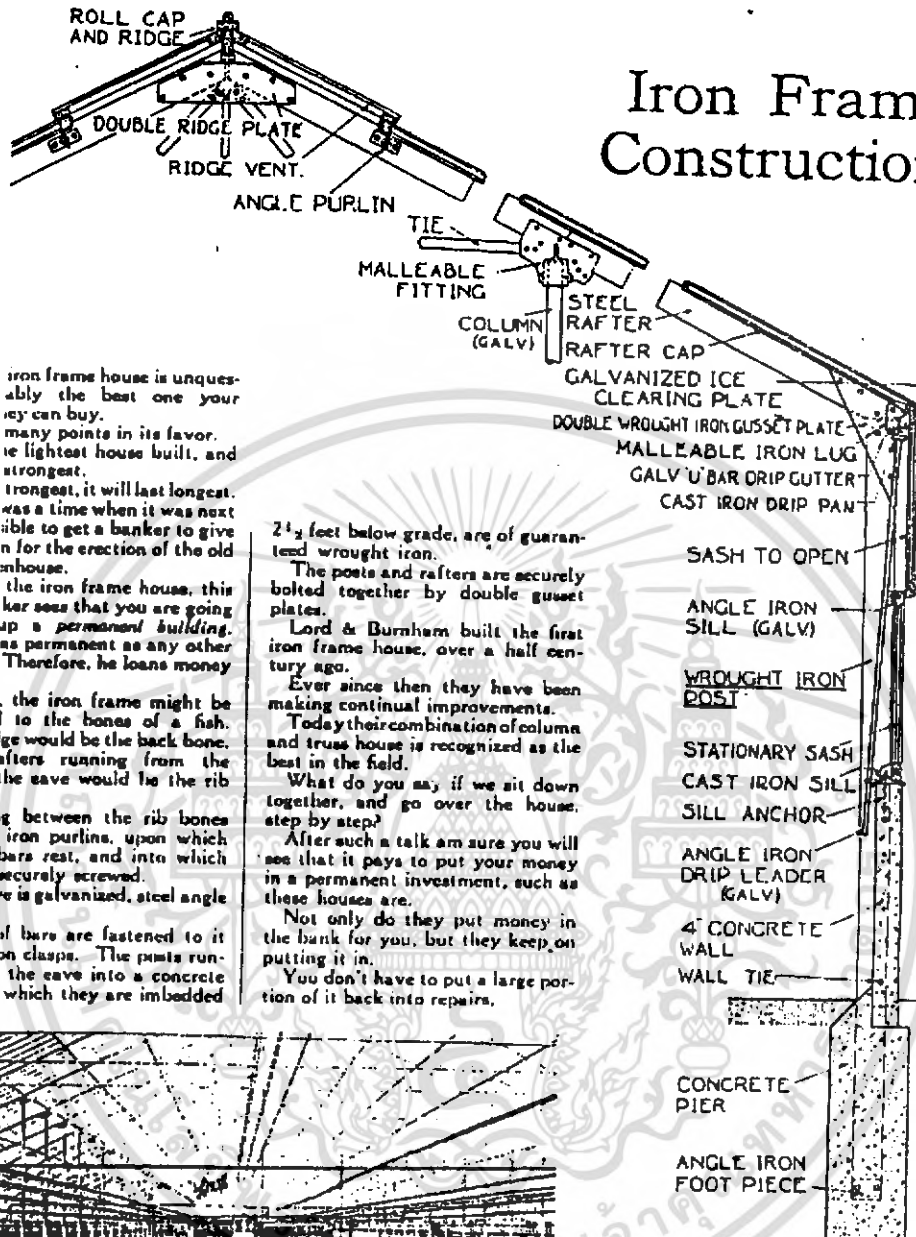 ROLL CAP
AND RIDGE
DOUBLE RIDGE PLATE
RIDGE VENT.
ANGLE PURLIN
Iron Fram
Construction
TIE
MALLEABLE
FITTING
COLUMN
(GALV)
STEEL
RAFTER
RAFTER CAP
GALVANIZED ICE
CLEARING PLATE
DOUBLE WROUGHT IRON GUSSET PLATE
MALLEABLE IRON LUG
GALV 'U' BAR DRIP GUTTER
CAST IRON DRIP PAN
SASH TO OPEN
ANGLE IRON
SILL (GALV)
WROUGHT IRON
POST
STATIONARY SASH
CAST IRON SILL
SILL ANCHOR
ANGLE IRON
DRIP LEADER
(GALV)
4" CONCRETE
WALL
WALL TIE
CONCRETE
PIER
ANGLE IRON
FOOT PIECE
iron frame house is unques-
ably the best one your
ey can buy.
many points in its favor.
e lightest house built, and
strongest.
trongest, it will last longest.
was a time when it was next
sible to get a banker to give
n for the erection of the old
enhouse.
the iron frame house, this
ker sees that you are going
up a permanent building.
as permanent as any other
Therefore, he loans money
, the iron frame might be
d to the bones of a fish.
ge would be the back bone.
afters running from the
he eave would be the rib
g between the rib bones
iron purlins, upon which
bars rest, and into which
securely screwed.
e is galvanized, steel angle
of bars are fastened to it
on clasps. The posts run-
the eave into a concrete
which they are imbedded
2½ feet below grade, are of guaran-
teed wrought iron.
The posts and rafters are securely
bolted together by double gusset
plates.
Lord & Burnham built the first
iron frame house, over a half cen-
tury ago.
Ever since then they have been
making continual improvements.
Today their combination of column
and truss house is recognized as the
best in the field.
What do you say if we sit down
together, and go over the house,
step by step?
After such a talk am sure you will
see that it pays to put your money
in a permanent investment, such as
these houses are.
Not only do they put money in
the bank for you, but they keep on
putting it in.
You don't have to put a large por-
tion of it back into repairs.